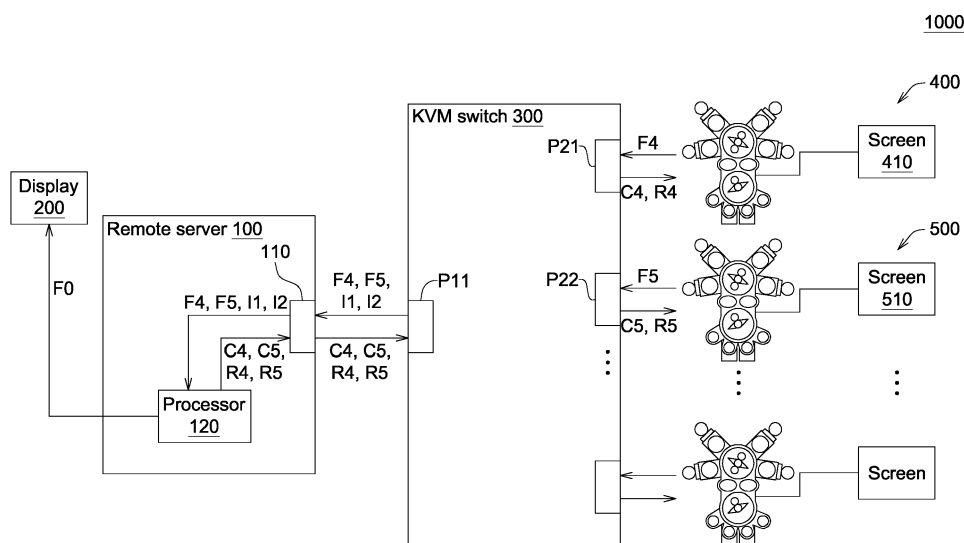 1000
400
KVM switch 300
P21
F4
C4, R4
Screen
410
Display
200
Remote server 100
110
F0
F4, F5, I1, I2
F4, F5,
I1, I2
P11
C4, C5,
R4, R5
C4, C5,
R4, R5
Processor
120
500
P22
F5
C5, R5
Screen
510
Screen